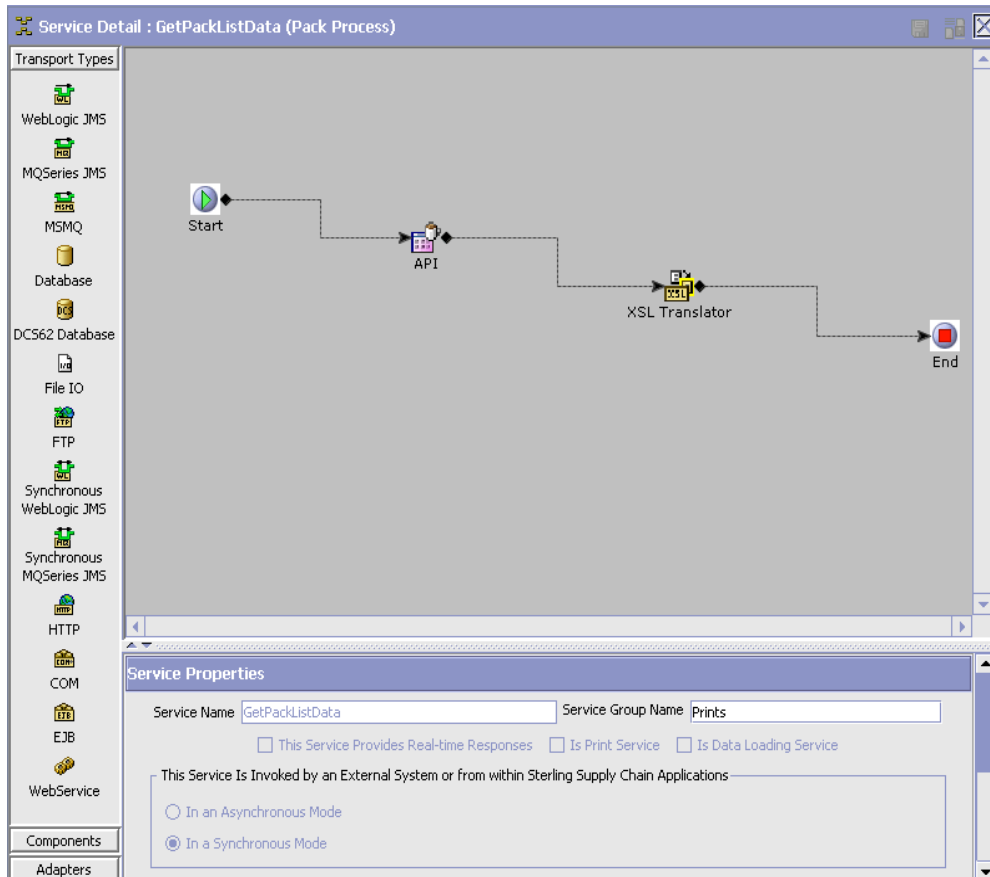 Service Detail : GetPackListData (Pack Process)
Transport Types
WebLogic JMS
MQSeries JMS
MSMQ
Database
DCS62 Database
File IO
FTP
Synchronous
WebLogic JMS
Synchronous
MQSeries JMS
HTTP
COM
EJB
WebService
Components
Adapters
Start
API
XSL Translator
End
Service Properties
Service Name GetPackListData Service Group Name Prints
This Service Provides Real-time Responses Is Print Service Is Data Loading Service
This Service Is Invoked by an External System or from within Sterling Supply Chain Applications
In an Asynchronous Mode
In a Synchronous Mode